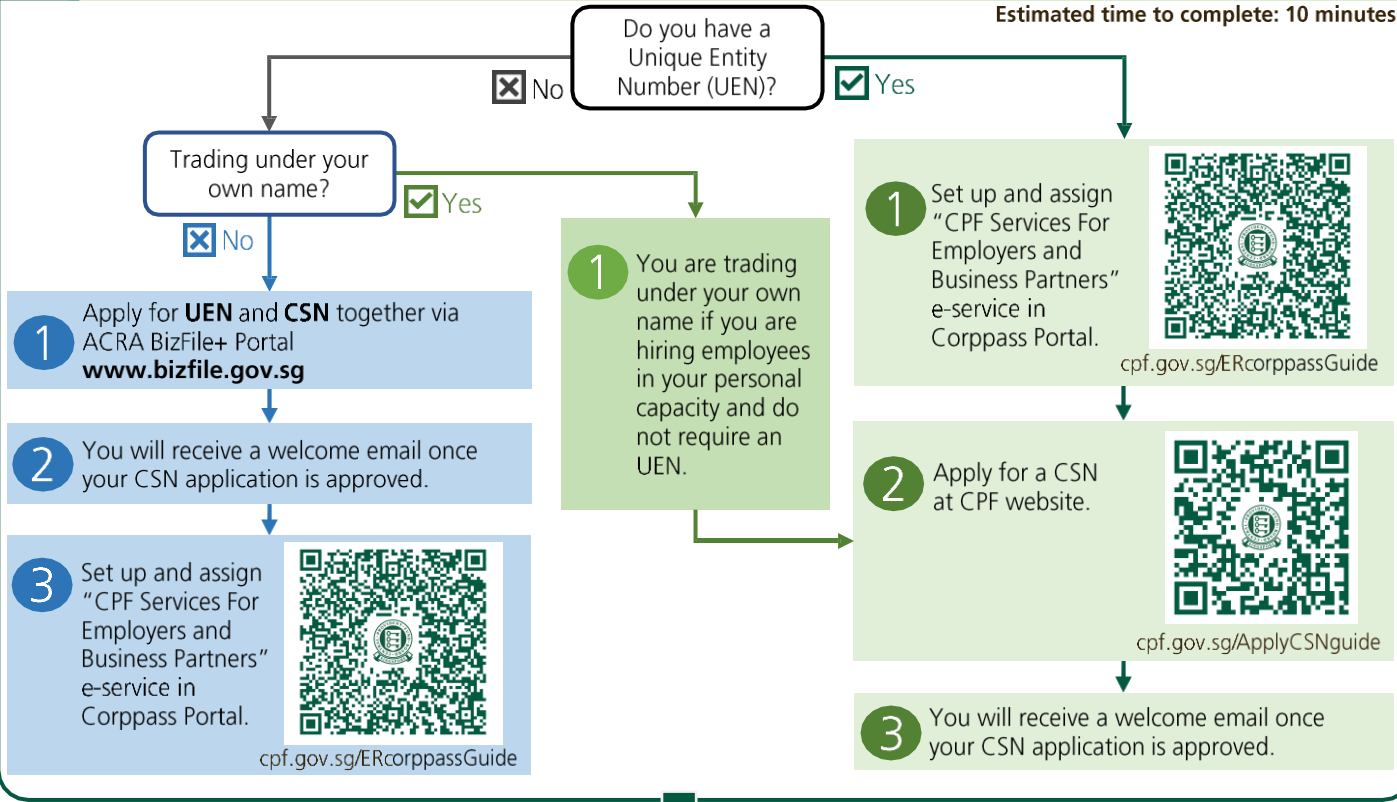 Estimated time to complete: 10 minutes
Do you have a
Unique Entity
Number (UEN)?
No
Yes
Trading under your
own name?
Yes
No
1
Apply for UEN and CSN together via
ACRA BizFile+ Portal
www.bizfile.gov.sg
2
You will receive a welcome email once
your CSN application is approved.
3
Set up and assign
“CPF Services For
Employers and
Business Partners”
e-service in
Corppass Portal.
cpf.gov.sg/ERcorppassGuide
1
You are trading
under your own
name if you are
hiring employees
in your personal
capacity and do
not require an
UEN.
1
Set up and assign
“CPF Services For
Employers and
Business Partners”
e-service in
Corppass Portal.
cpf.gov.sg/ERcorppassGuide
2
Apply for a CSN
at CPF website.
cpf.gov.sg/ApplyCSNguide
3
You will receive a welcome email once
your CSN application is approved.